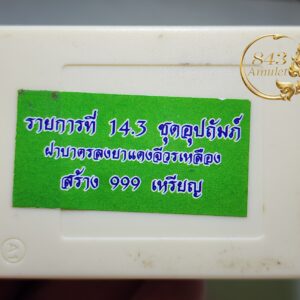 843
Amulet
รายการที่ 14.3 ชุดอุปถัมภ์
ฝาบาตรลงยาแดงจีวรเหลือง
สร้าง 999 เหรียญ